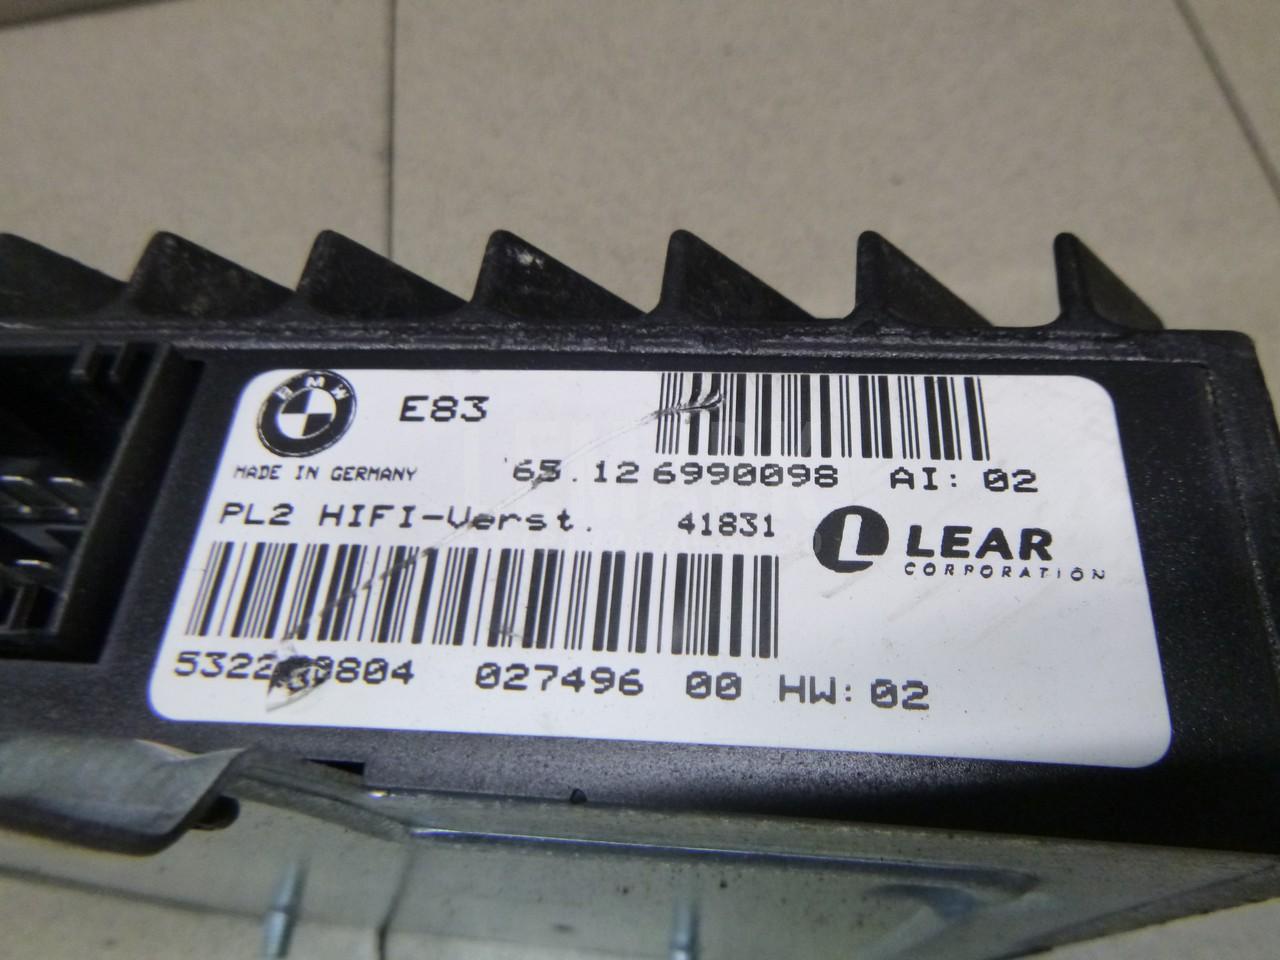 BMW
E83
MADE IN GERMANY
65.12 6990098 AI: 02
PL2 HIFI-Verst. 41831
LEAR
CORPORATION
027496 00 HW:02